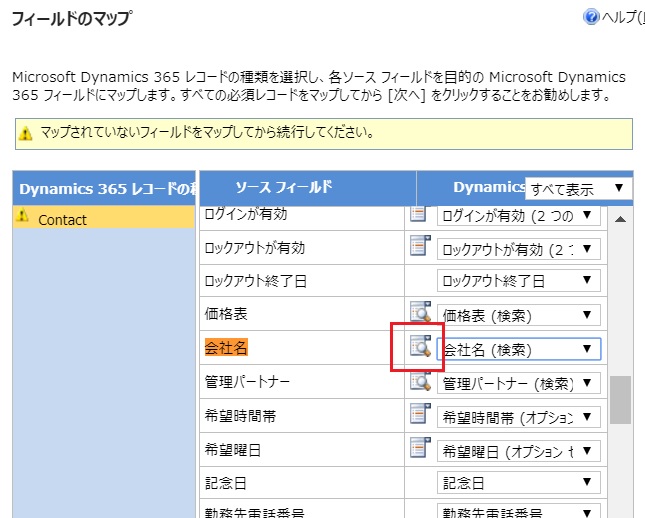 フィールドのマップ
ヘルプ(
Microsoft Dynamics 365 レコードの種類を選択し、各ソース フィールドを目的の Microsoft Dynamics
365 フィールドにマップします。すべての必須レコードをマップしてから [次へ] をクリックすることをお勧めします。
マップされていないフィールドをマップしてから続行してください。
Dynamics 365 レコードの種
ソース フィールド
Dynamics
すべて表示
Contact
ログインが有効
ログインが有効 (2 つの
ロックアウトが有効
ロックアウトが有効 (2 つ
ロックアウト終了日
ロックアウト終了日
価格表
価格表 (検索)
会社名
会社名 (検索)
管理パートナー
管理パートナー (検索)
希望時間帯
希望時間帯 (オプション
希望曜日
希望曜日 (オプション セ
記念日
記念日
勤務先電話番号
勤務先電話番号